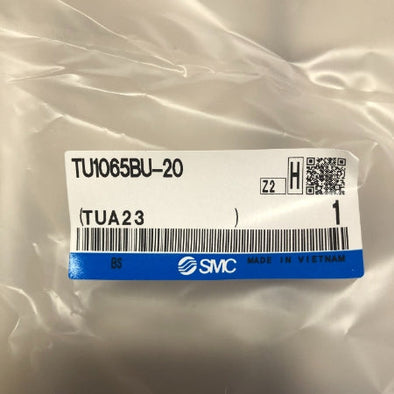 TU1065BU-20
Z2 H
(TUA23 ) 1
BS SMC MADE IN VIETNAM